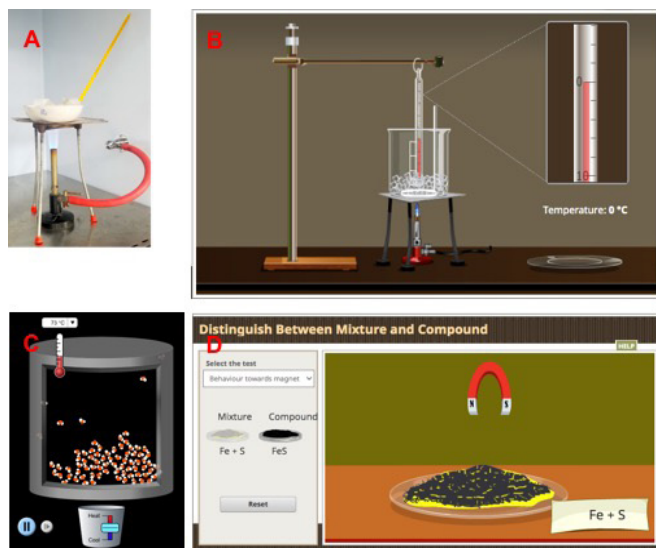 A
B
0
10
Temperature: 0 °C
C
Heat
Cool
D
Distinguish Between Mixture and Compound
HELP
Select the test
Behaviour towards magnet
Mixture Compound
Fe + S FeS
Reset
N S
Fe + S